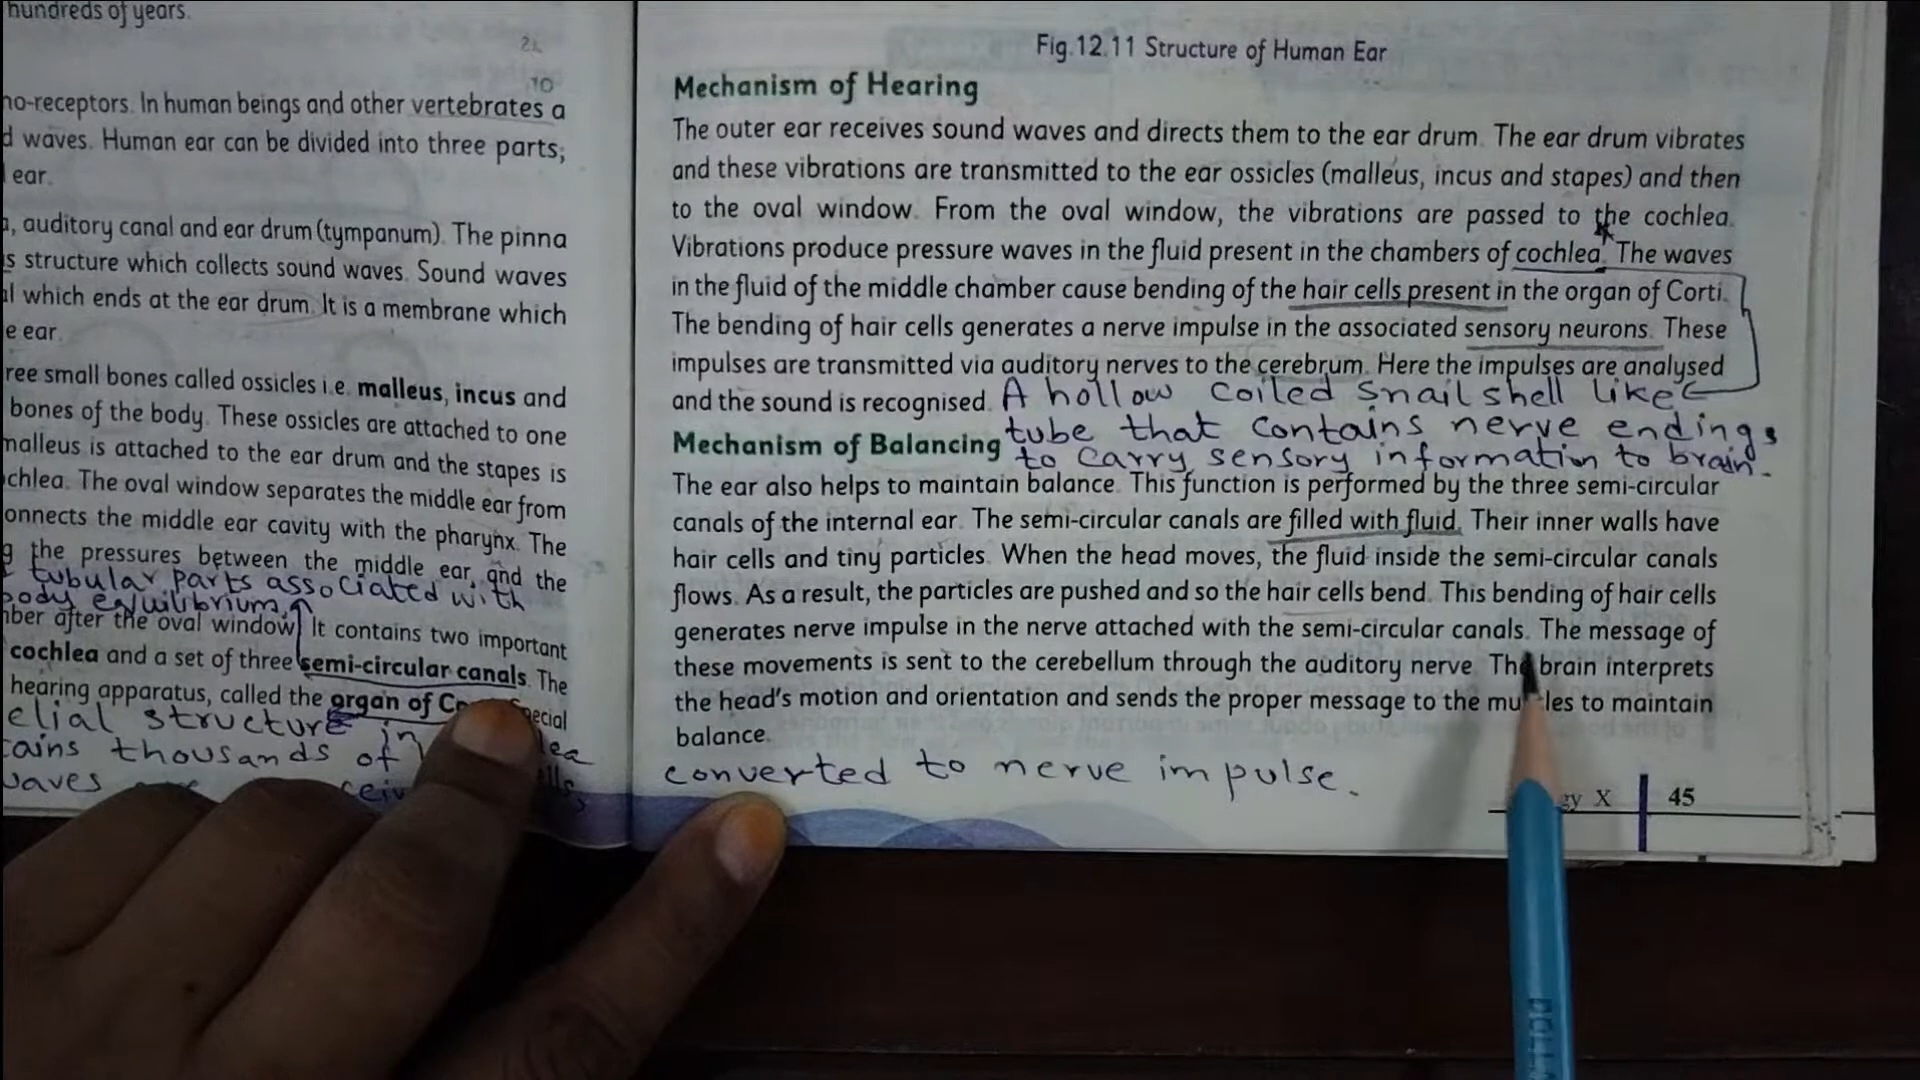 hundreds of years.
10
no-receptors. In human beings and other vertebrates a
d waves. Human ear can be divided into three parts;
ear.
, auditory canal and ear drum (tympanum). The pinna
s structure which collects sound waves. Sound waves
al which ends at the ear drum. It is a membrane which
e ear.
ree small bones called ossicles i.e. malleus, incus and
bones of the body. These ossicles are attached to one
malleus is attached to the ear drum and the stapes is
chlea. The oval window separates the middle ear from
onnects the middle ear cavity with the pharynx. The
g the pressures between the middle ear, and the
tubular parts associated with
body equilibrium.
ber after the oval window. It contains two important
cochlea and a set of three semi-circular canals. The
hearing apparatus, called the organ of
elial structure in
tains thousands of
waves
Fig.12.11 Structure of Human Ear
Mechanism of Hearing
The outer ear receives sound waves and directs them to the ear drum. The ear drum vibrates
and these vibrations are transmitted to the ear ossicles (malleus, incus and stapes) and then
to the oval window. From the oval window, the vibrations are passed to the cochlea.
Vibrations produce pressure waves in the fluid present in the chambers of cochlea. The waves
in the fluid of the middle chamber cause bending of the hair cells present in the organ of Corti.
The bending of hair cells generates a nerve impulse in the associated sensory neurons. These
impulses are transmitted via auditory nerves to the cerebrum. Here the impulses are analysed
and the sound is recognised. A hollow coiled snail shell like
tube that contains nerve endings
Mechanism of Balancing to carry sensory information to brain.
The ear also helps to maintain balance. This function is performed by the three semi-circular
canals of the internal ear. The semi-circular canals are filled with fluid. Their inner walls have
hair cells and tiny particles. When the head moves, the fluid inside the semi-circular canals
flows. As a result, the particles are pushed and so the hair cells bend. This bending of hair cells
generates nerve impulse in the nerve attached with the semi-circular canals. The message of
these movements is sent to the cerebellum through the auditory nerve. The brain interprets
the head's motion and orientation and sends the proper message to the muscles to maintain
balance.
converted to nerve impulse.
gy X 45